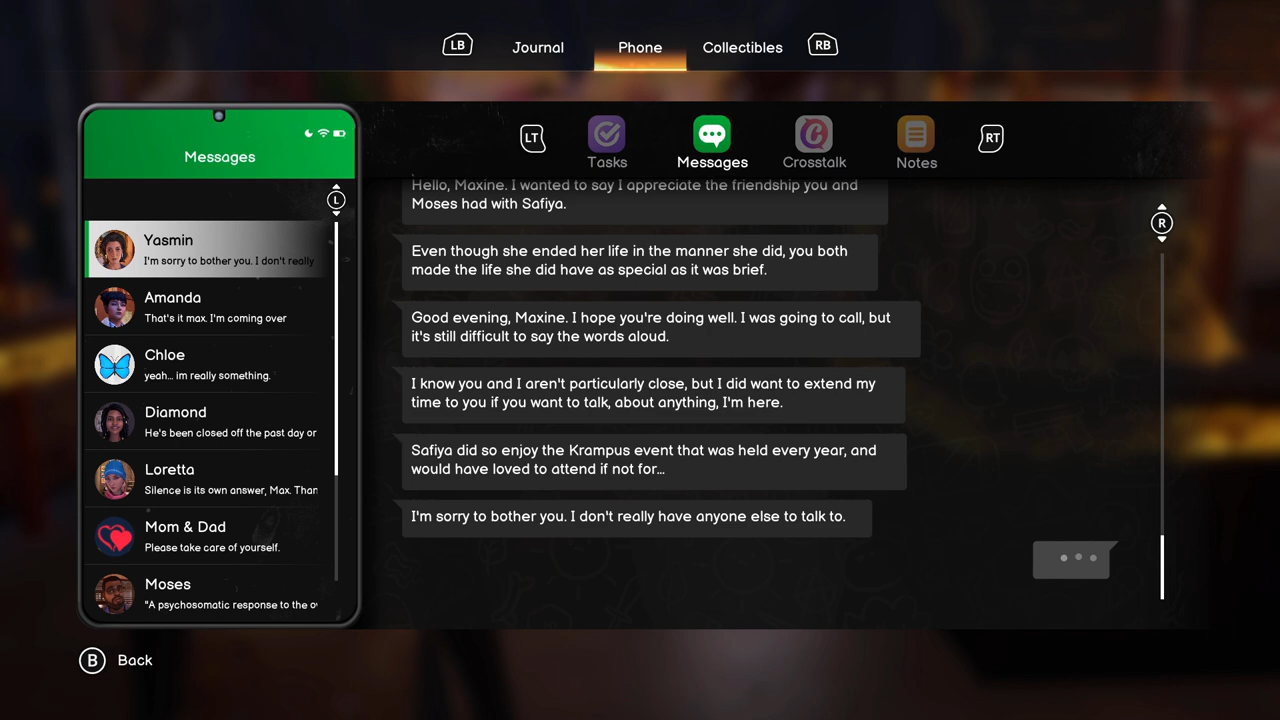 LB
Journal
Phone
Collectibles
RB
Messages
L
Yasmin
I'm sorry to bother you. I don't really
Amanda
That's it max. I'm coming over
Chloe
yeah... im really something.
Diamond
He's been closed off the past day or
Loretta
Silence is its own answer, Max. Than
Mom & Dad
Please take care of yourself.
Moses
"A psychosomatic response to the o
LT
Tasks
Messages
Crosstalk
Notes
RT
Hello, Maxine. I wanted to say I appreciate the friendship you and
Moses had with Safiya.
Even though she ended her life in the manner she did, you both
made the life she did have as special as it was brief.
Good evening, Maxine. I hope you're doing well. I was going to call, but
it's still difficult to say the words aloud.
I know you and I aren't particularly close, but I did want to extend my
time to you if you want to talk, about anything, I'm here.
Safiya did so enjoy the Krampus event that was held every year, and
would have loved to attend if not for...
I'm sorry to bother you. I don't really have anyone else to talk to.
R
B
Back